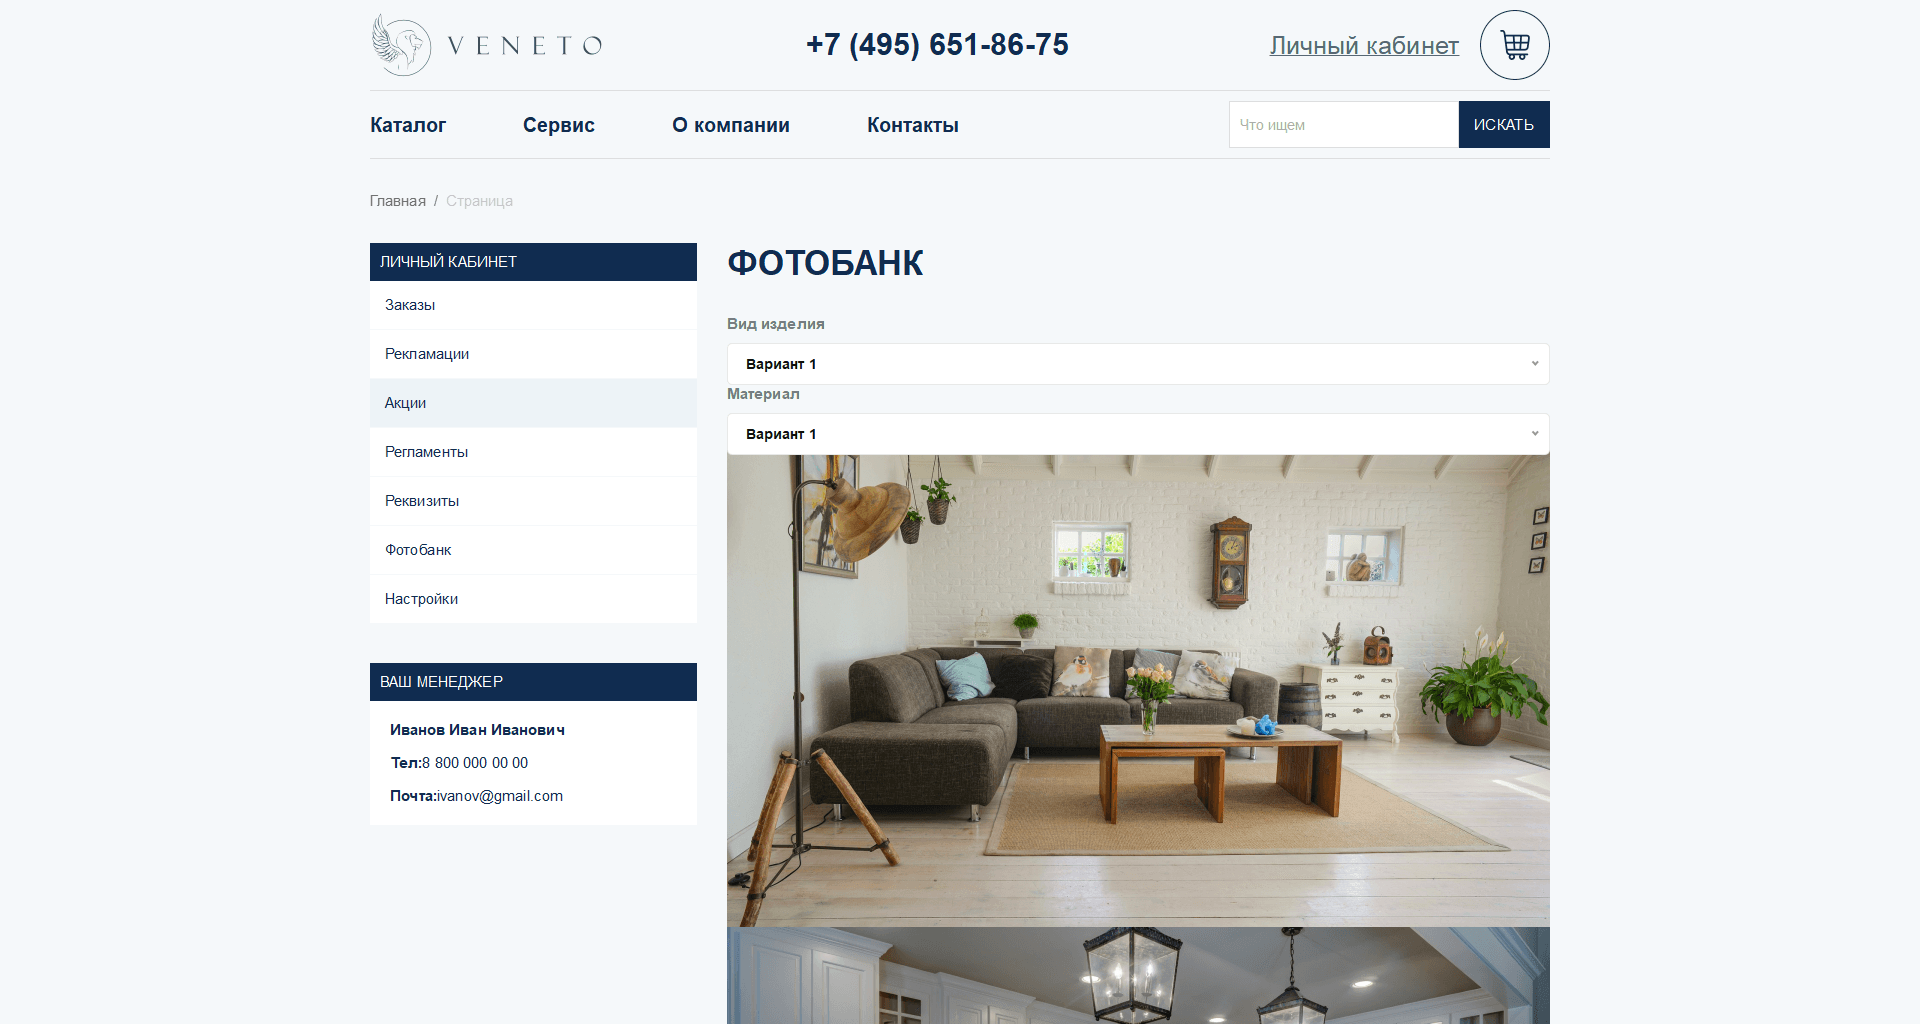 VENETO
+7 (495) 651-86-75
Личный кабинет
Каталог
Сервис
О компании
Контакты
Что ищем
ИСКАТЬ
Главная / Страница
ЛИЧНЫЙ КАБИНЕТ
Заказы
Рекламации
Акции
Регламенты
Реквизиты
Фотобанк
Настройки
ВАШ МЕНЕДЖЕР
Иванов Иван Иванович
Тел:8 800 000 00 00
Почта:ivanov@gmail.com
ФОТОБАНК
Вид изделия
Вариант 1
Материал
Вариант 1